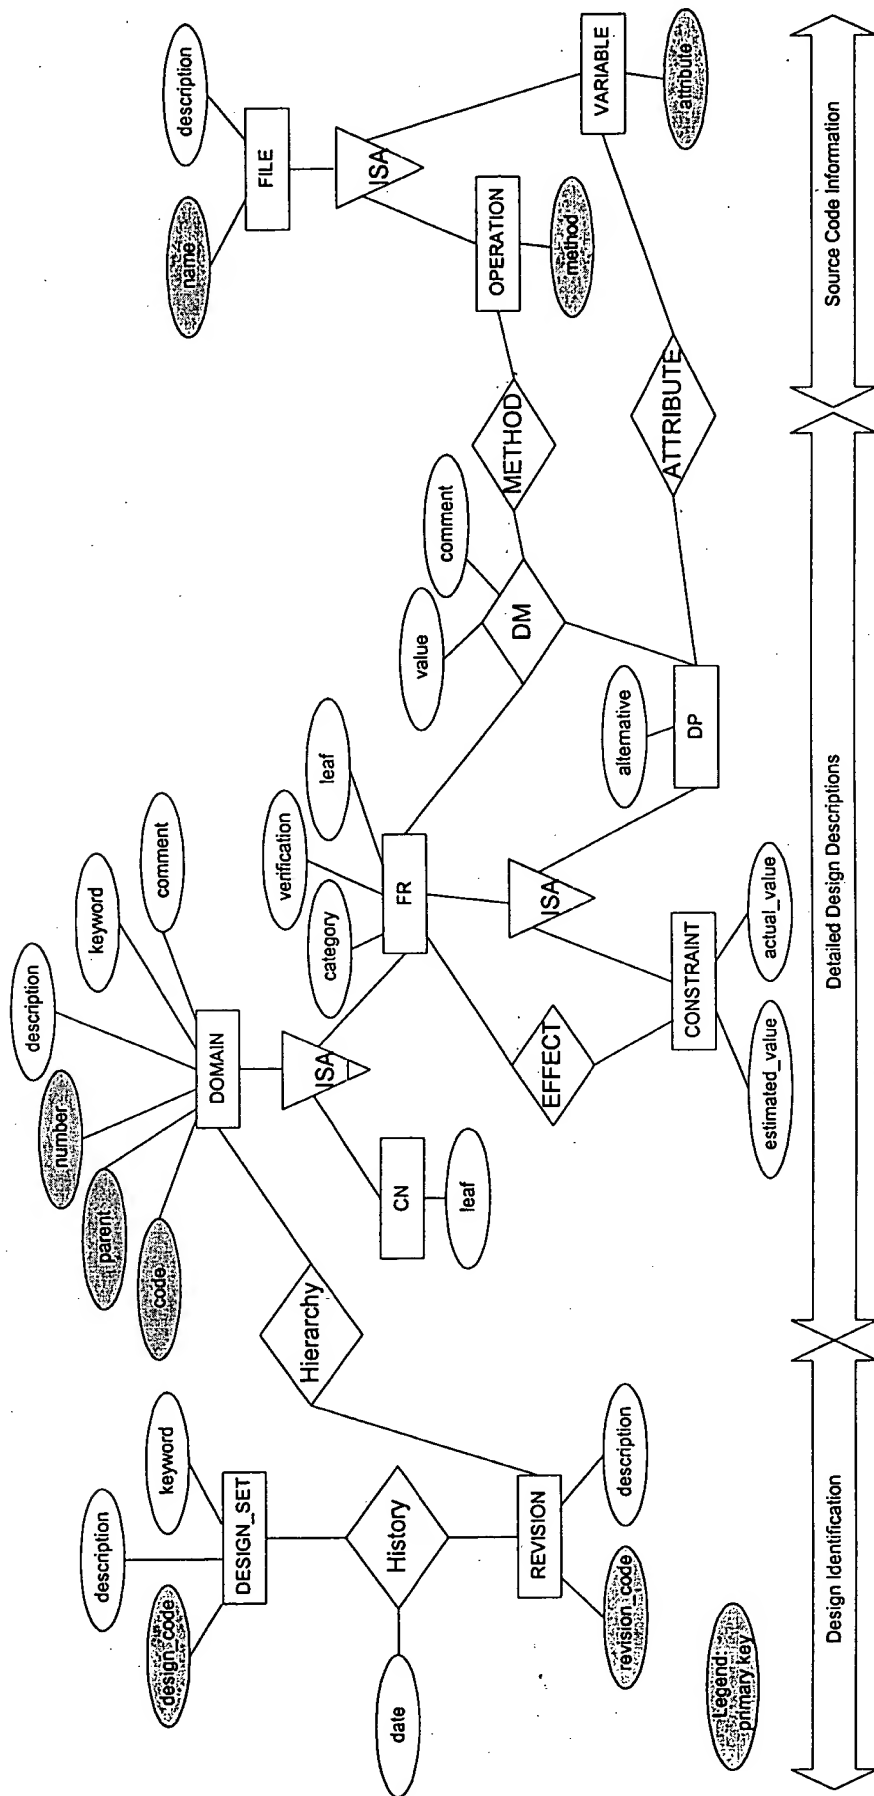 description
keyword
design_code
DESIGN_SET
History
date
REVISION
revision_code
description
Legend:
primary key
Hierarchy
description
keyword
comment
number
parent
code
DOMAIN
ISA
CN
leaf
category
verification
leaf
FR
EFFECT
ISA
CONSTRAINT
estimated_value
actual_value
alternative
DP
value
comment
DM
METHOD
ATTRIBUTE
name
description
FILE
ISA
OPERATION
method
VARIABLE
attribute
Design Identification
Detailed Design Descriptions
Source Code Information